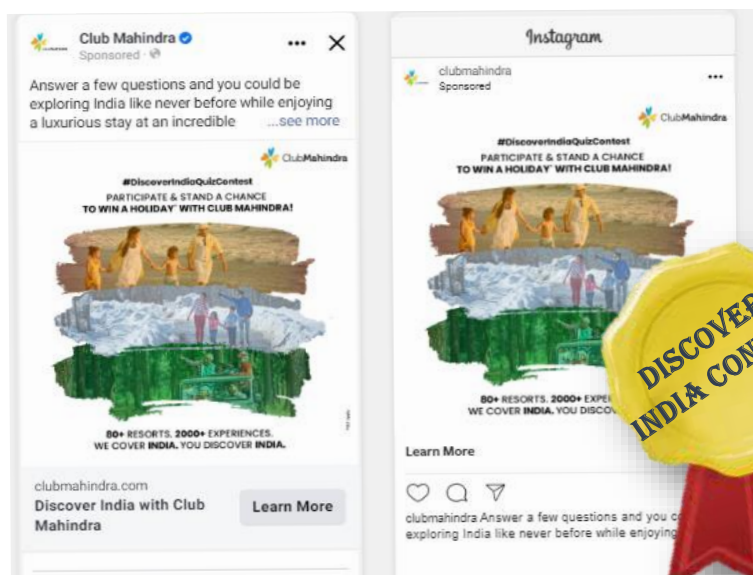 Club Mahindra
Sponsored ·
Answer a few questions and you could be
exploring India like never before while enjoying
a luxurious stay at an incredible ...see more
ClubMahindra
#DiscoverIndiaQuizContest
PARTICIPATE & STAND A CHANCE
TO WIN A HOLIDAY* WITH CLUB MAHINDRA!
80+ RESORTS. 2000+ EXPERIENCES.
WE COVER INDIA. YOU DISCOVER INDIA.
clubmahindra.com
Discover India with Club
Mahindra
Learn More
Instagram
clubmahindra
Sponsored
ClubMahindra
#DiscoverIndiaQuizContest
PARTICIPATE & STAND A CHANCE
TO WIN A HOLIDAY* WITH CLUB MAHINDRA!
80+ RESORTS. 2000+ EXPE
WE COVER INDIA. YOU DISCOV
Learn More
clubmahindra Answer a few questions and you c
exploring India like never before while enjoying
DISCOVER
INDIA CON